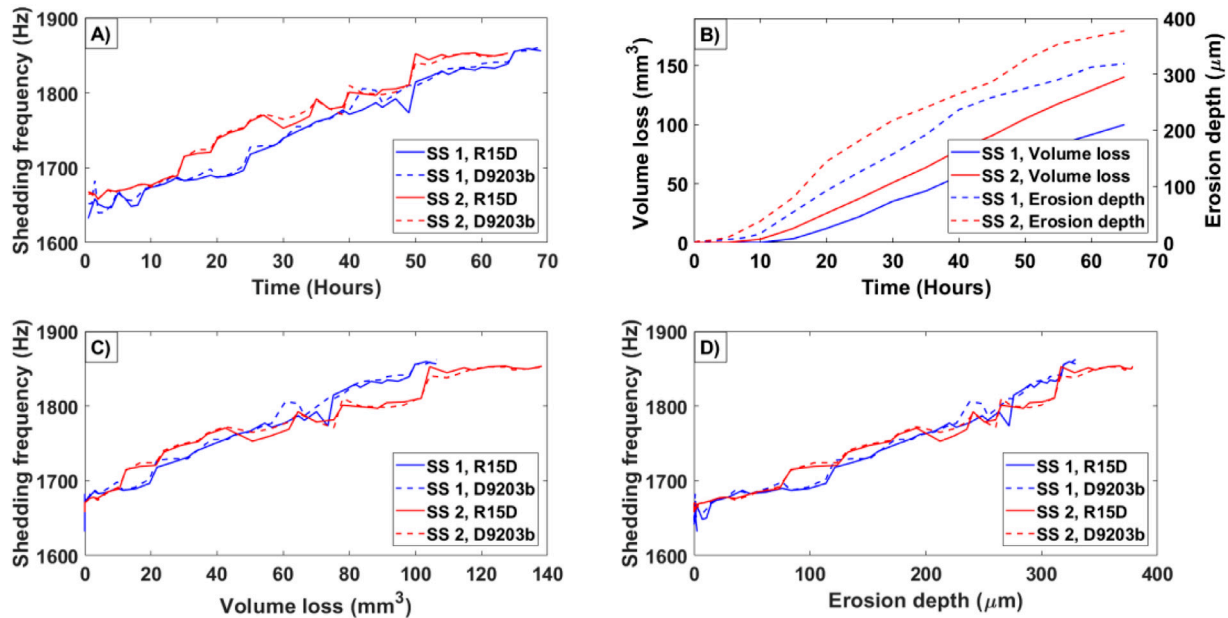 A)
Shedding frequency (Hz)
1900
1800
1700
1600
0 10 20 30 40 50 60 70
Time (Hours)
SS 1, R15D
SS 1, D9203b
SS 2, R15D
SS 2, D9203b
B)
Volume loss (mm³)
150
100
50
0
0 10 20 30 40 50 60 70
Time (Hours)
400
300
200
100
0
Erosion depth (μm)
SS 1, Volume loss
SS 2, Volume loss
SS 1, Erosion depth
SS 2, Erosion depth
C)
Shedding frequency (Hz)
1900
1800
1700
1600
0 20 40 60 80 100 120 140
Volume loss (mm³)
SS 1, R15D
SS 1, D9203b
SS 2, R15D
SS 2, D9203b
D)
Shedding frequency (Hz)
1900
1800
1700
1600
0 100 200 300 400
Erosion depth (μm)
SS 1, R15D
SS 1, D9203b
SS 2, R15D
SS 2, D9203b